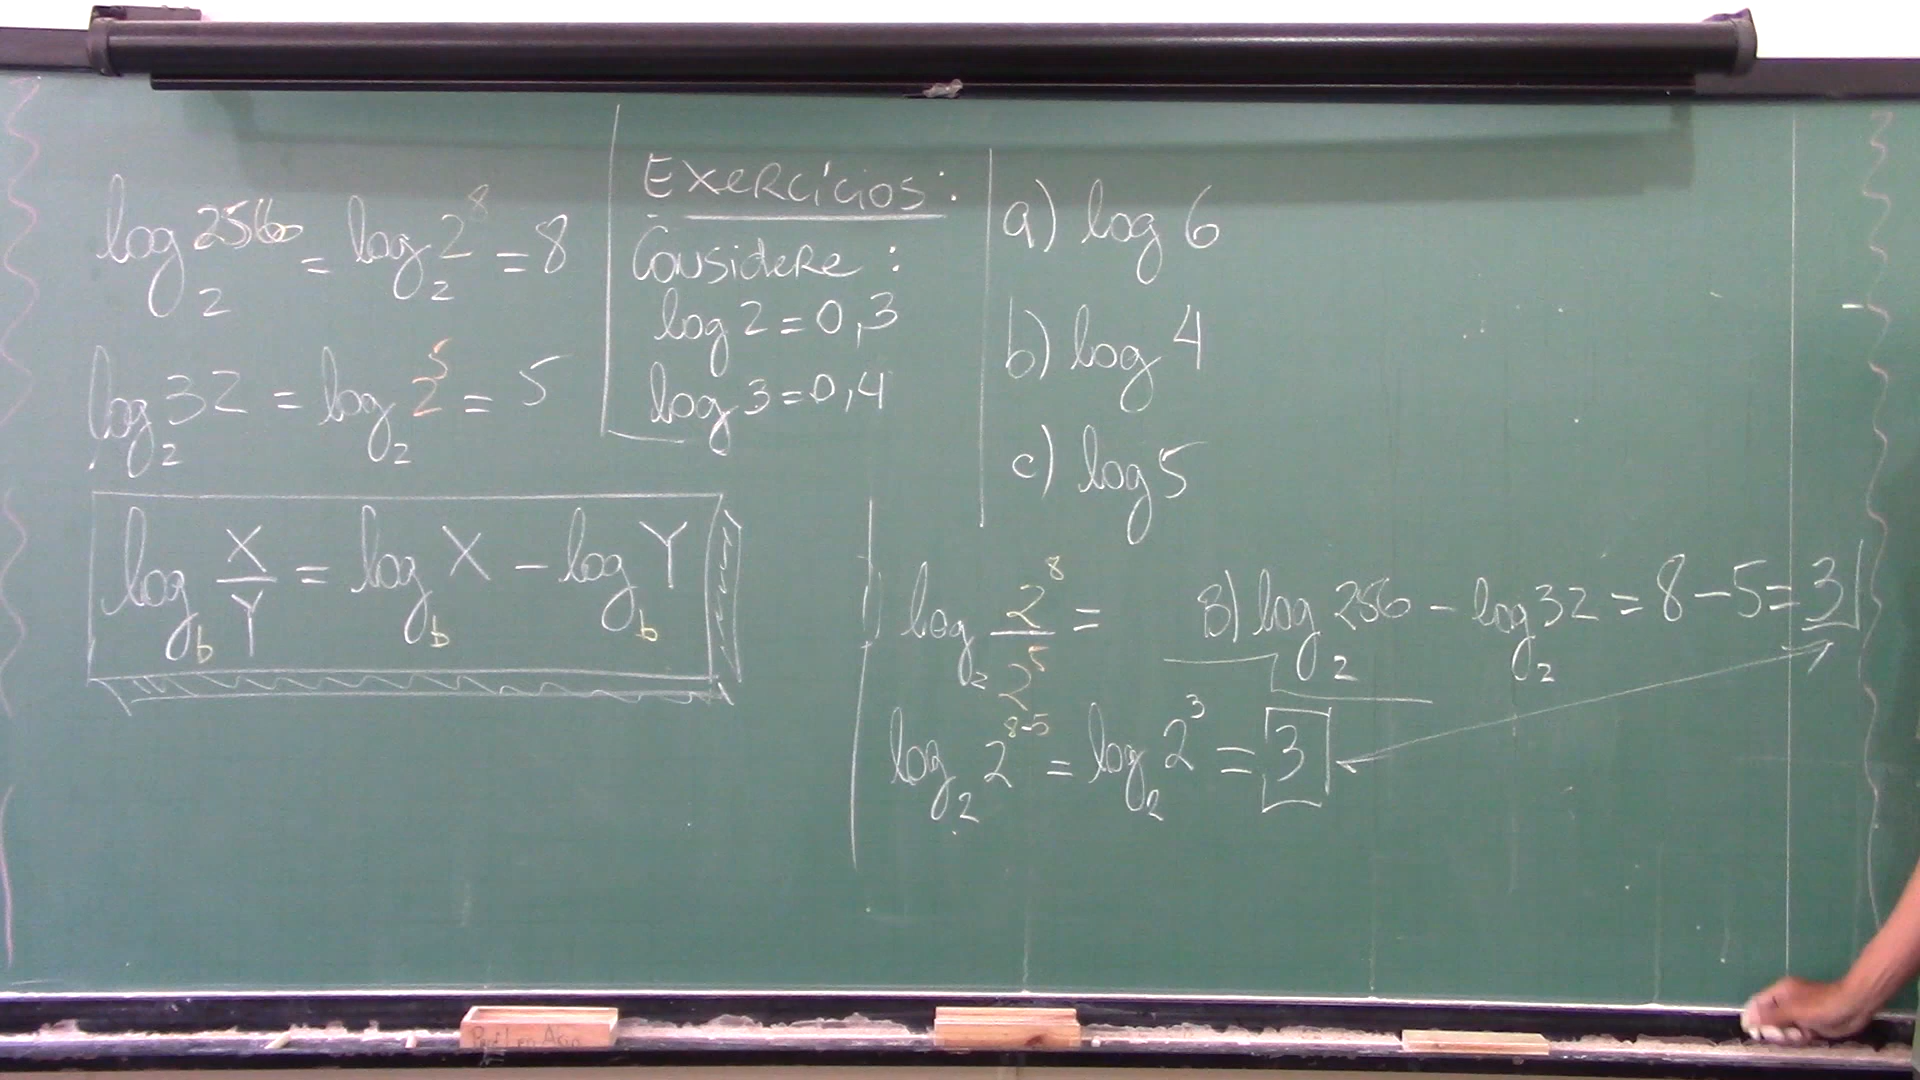 log₂ 256 = log₂ 2⁸ = 8
log₂ 32 = log₂ 2⁵ = 5
log_b X/Y = log_b X - log_b Y
Exercícios:
Considere:
log 2 = 0,3
log 3 = 0,4
a) log 6
b) log 4
c) log 5
log₂ 2⁸/2⁵ =
log₂ 2⁸⁻⁵ = log₂ 2³ = 3
B) log₂ 256 - log₂ 32 = 8 - 5 = 3